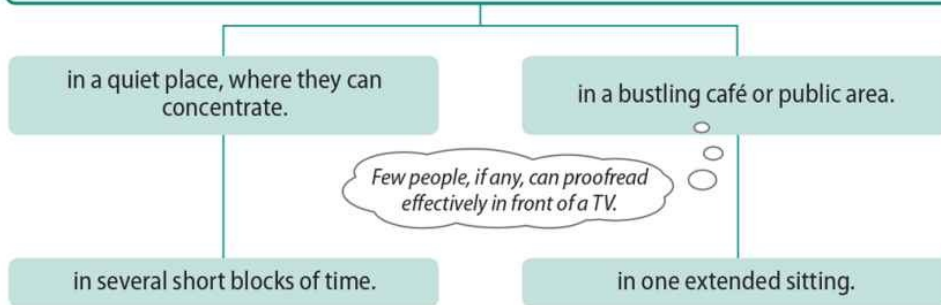 in a quiet place, where they can
concentrate.
in a bustling café or public area.
Few people, if any, can proofread
effectively in front of a TV.
in several short blocks of time.
in one extended sitting.